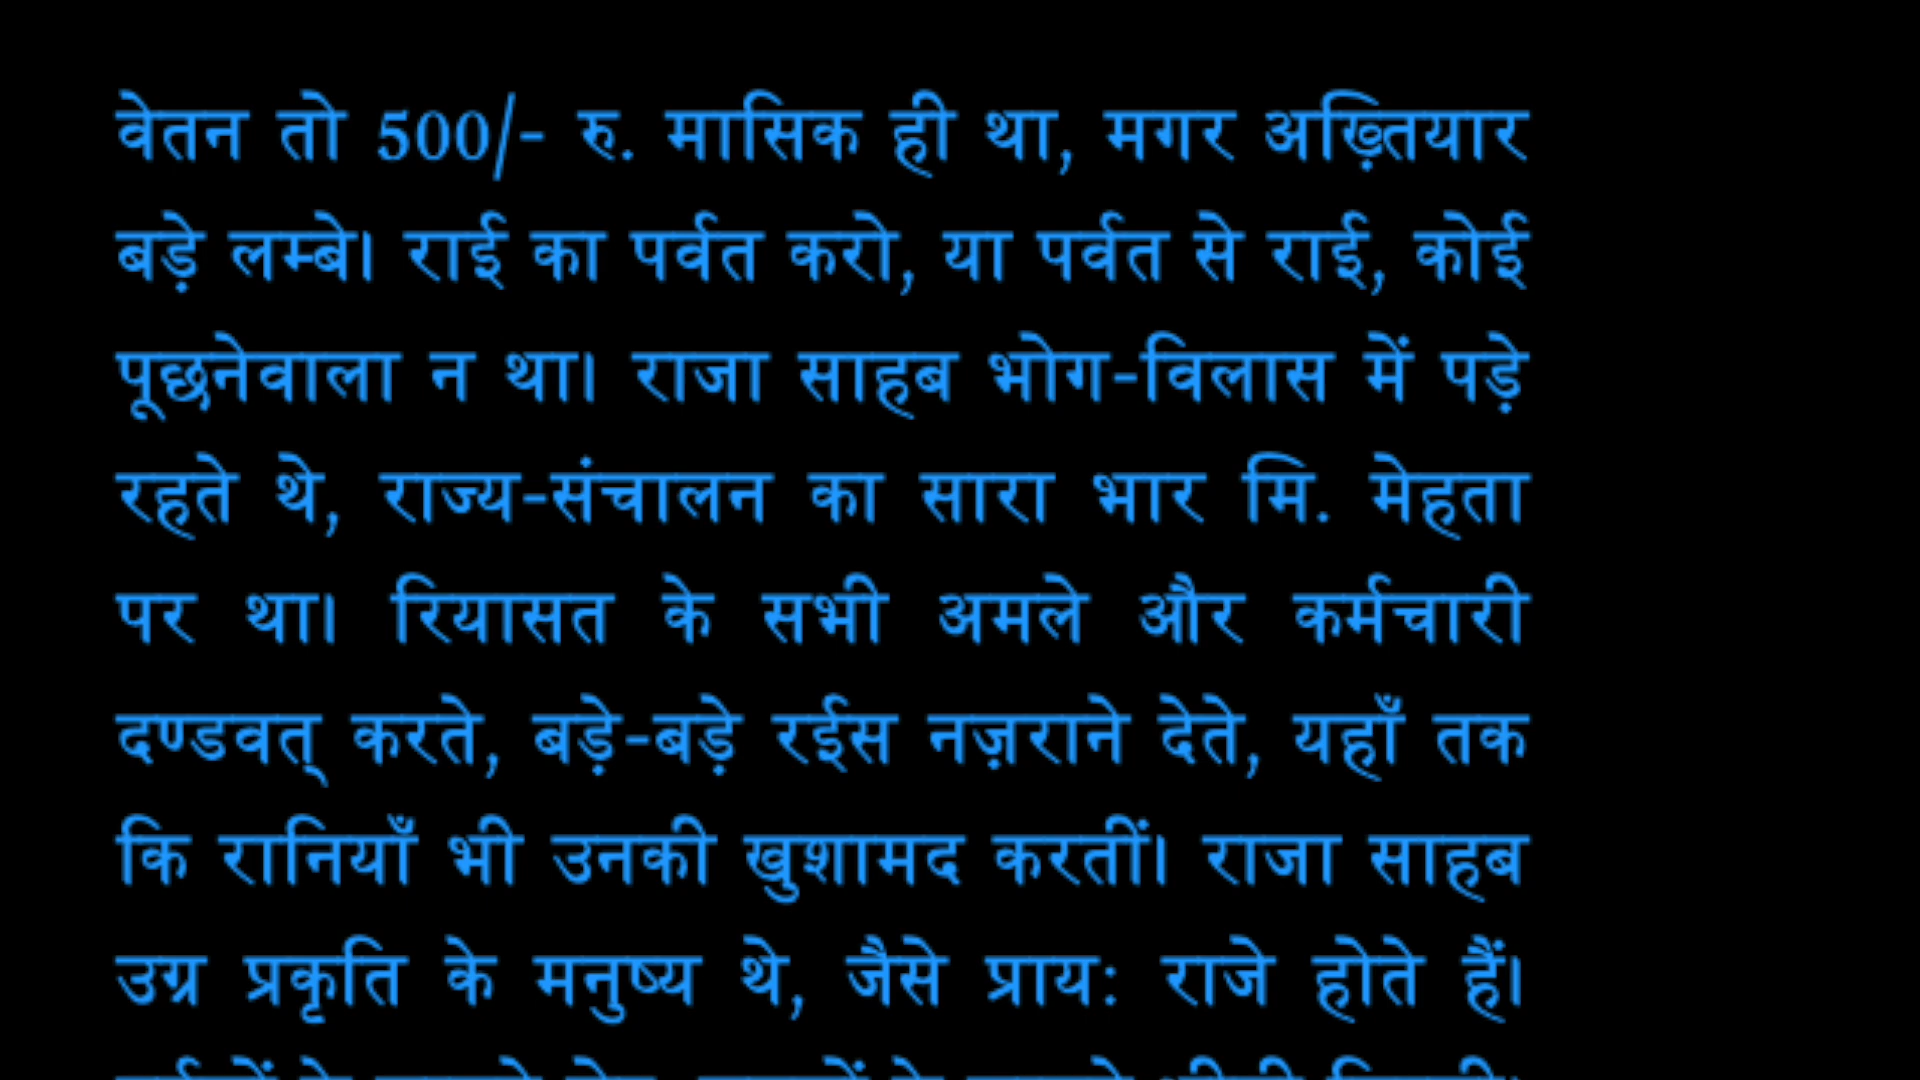 वेतन तो 500/- रु. मासिक ही था, मगर अख़्तियार
बड़े लम्बे। राई का पर्वत करो, या पर्वत से राई, कोई
पूछनेवाला न था। राजा साहब भोग-विलास में पड़े
रहते थे, राज्य-संचालन का सारा भार मि. मेहता
पर था। रियासत के सभी अमले और कर्मचारी
दण्डवत् करते, बड़े-बड़े रईस नज़राने देते, यहाँ तक
कि रानियाँ भी उनकी खुशामद करतीं। राजा साहब
उग्र प्रकृति के मनुष्य थे, जैसे प्राय: राजे होते हैं।